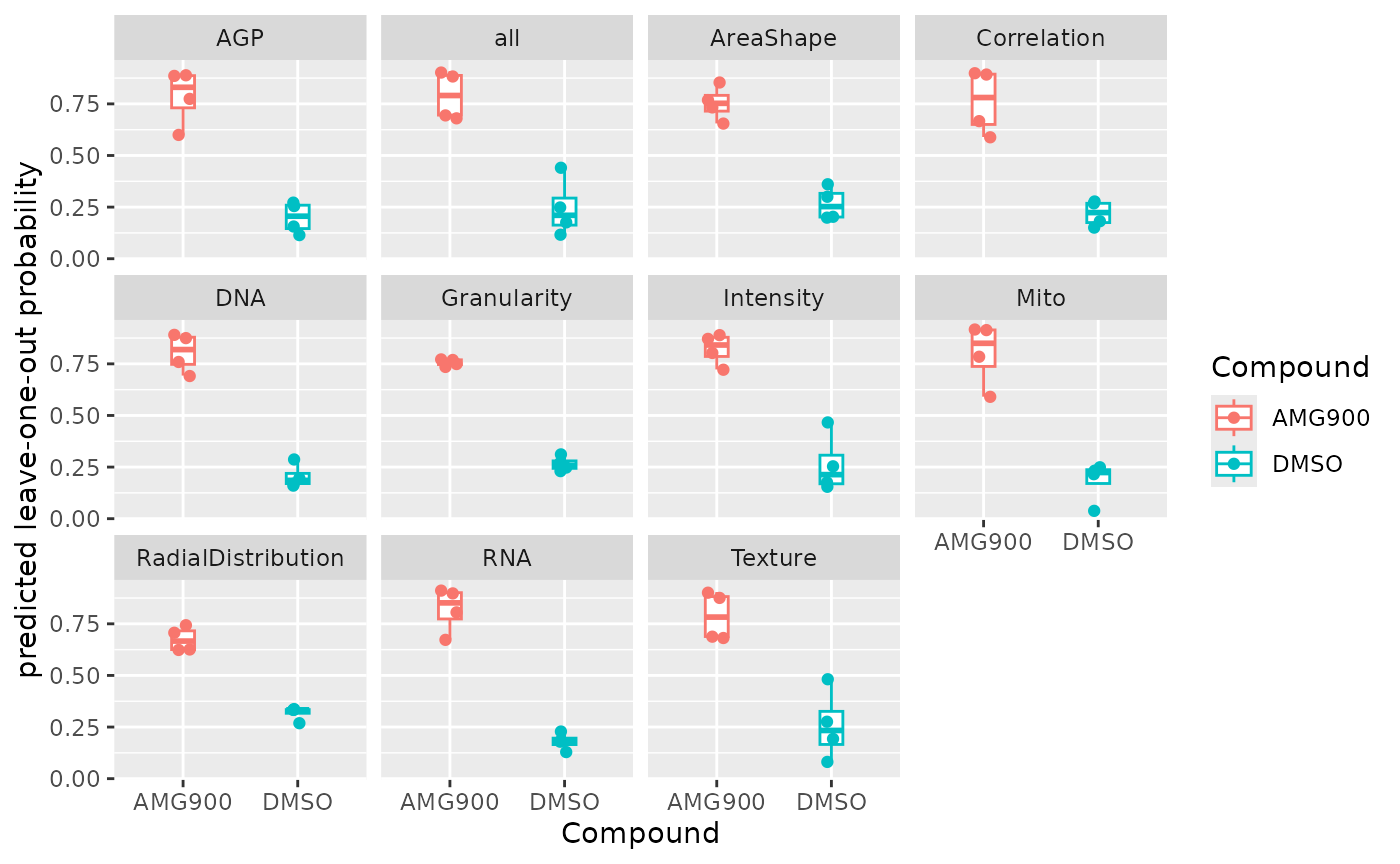 AGP all AreaShape Correlation
0.75
0.50
0.25
0.00
DNA Granularity Intensity Mito
0.75
0.50
0.25
0.00
AMG900 DMSO
RadialDistribution RNA Texture
0.75
0.50
0.25
0.00
AMG900 DMSO AMG900 DMSO AMG900 DMSO
Compound
predicted leave-one-out probability
Compound
AMG900
DMSO